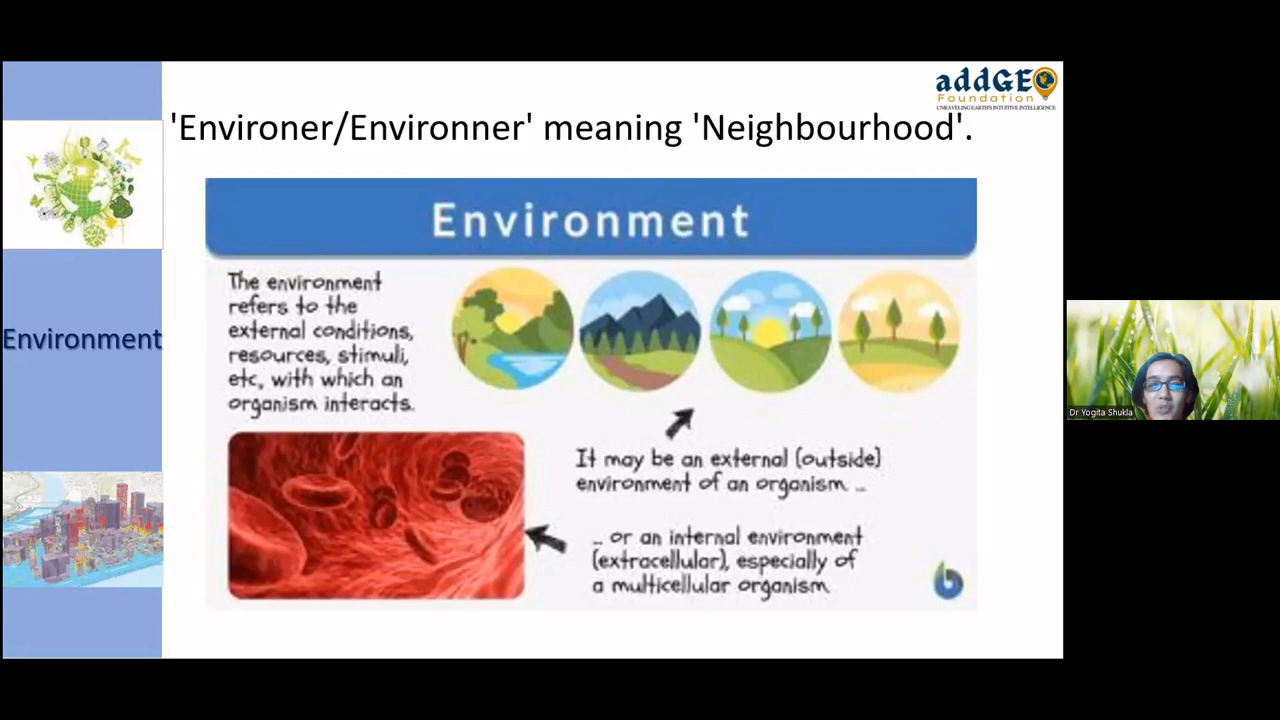 addGEO
Foundation
UNRAVELING EARTH'S INTUITIVE INTELLIGENCE
'Environer/Environner' meaning 'Neighbourhood'.
Environment
Environment
The environment
refers to the
external conditions,
resources, stimuli,
etc, with which an
organism interacts.
It may be an external (outside)
environment of an organism ...
... or an internal environment
(extracellular), especially of
a multicellular organism.
Dr Yogita Shukla